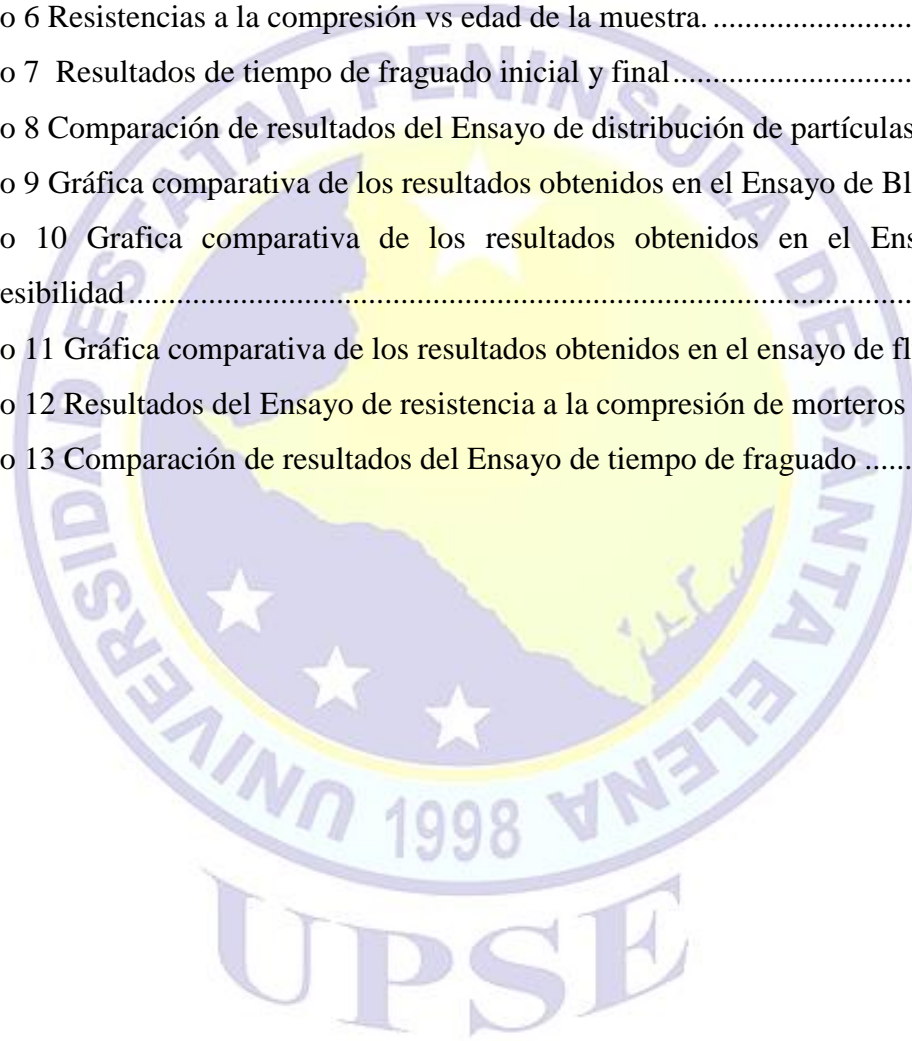 o 6 Resistencias a la compresión vs edad de la muestra. ........................
o 7  Resultados de tiempo de fraguado inicial y final ..............................
o 8 Comparación de resultados del Ensayo de distribución de partículas
o 9 Gráfica comparativa de los resultados obtenidos en el Ensayo de Bl
o 10 Grafica comparativa de los resultados obtenidos en el Ens
esibilidad ....................................................................................................
o 11 Gráfica comparativa de los resultados obtenidos en el ensayo de fl
o 12 Resultados del Ensayo de resistencia a la compresión de morteros
o 13 Comparación de resultados del Ensayo de tiempo de fraguado ......
UNIVERSIDAD ESTATAL PENINSULA DE SANTA ELENA
1998
UPSE